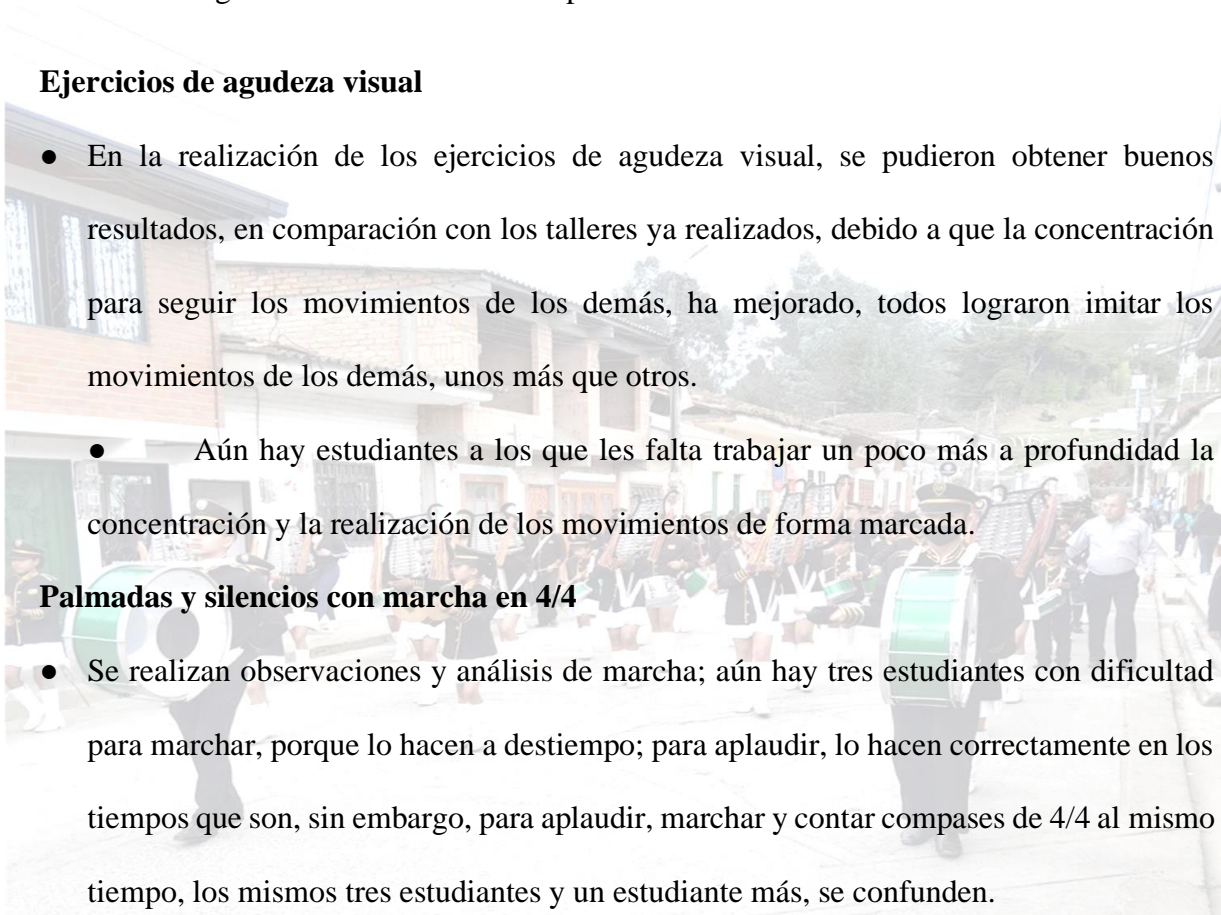 Ejercicios de agudeza visual
● En la realización de los ejercicios de agudeza visual, se pudieron obtener buenos
resultados, en comparación con los talleres ya realizados, debido a que la concentración
para seguir los movimientos de los demás, ha mejorado, todos lograron imitar los
movimientos de los demás, unos más que otros.
● Aún hay estudiantes a los que les falta trabajar un poco más a profundidad la
concentración y la realización de los movimientos de forma marcada.
Palmadas y silencios con marcha en 4/4
● Se realizan observaciones y análisis de marcha; aún hay tres estudiantes con dificultad
para marchar, porque lo hacen a destiempo; para aplaudir, lo hacen correctamente en los
tiempos que son, sin embargo, para aplaudir, marchar y contar compases de 4/4 al mismo
tiempo, los mismos tres estudiantes y un estudiante más, se confunden.